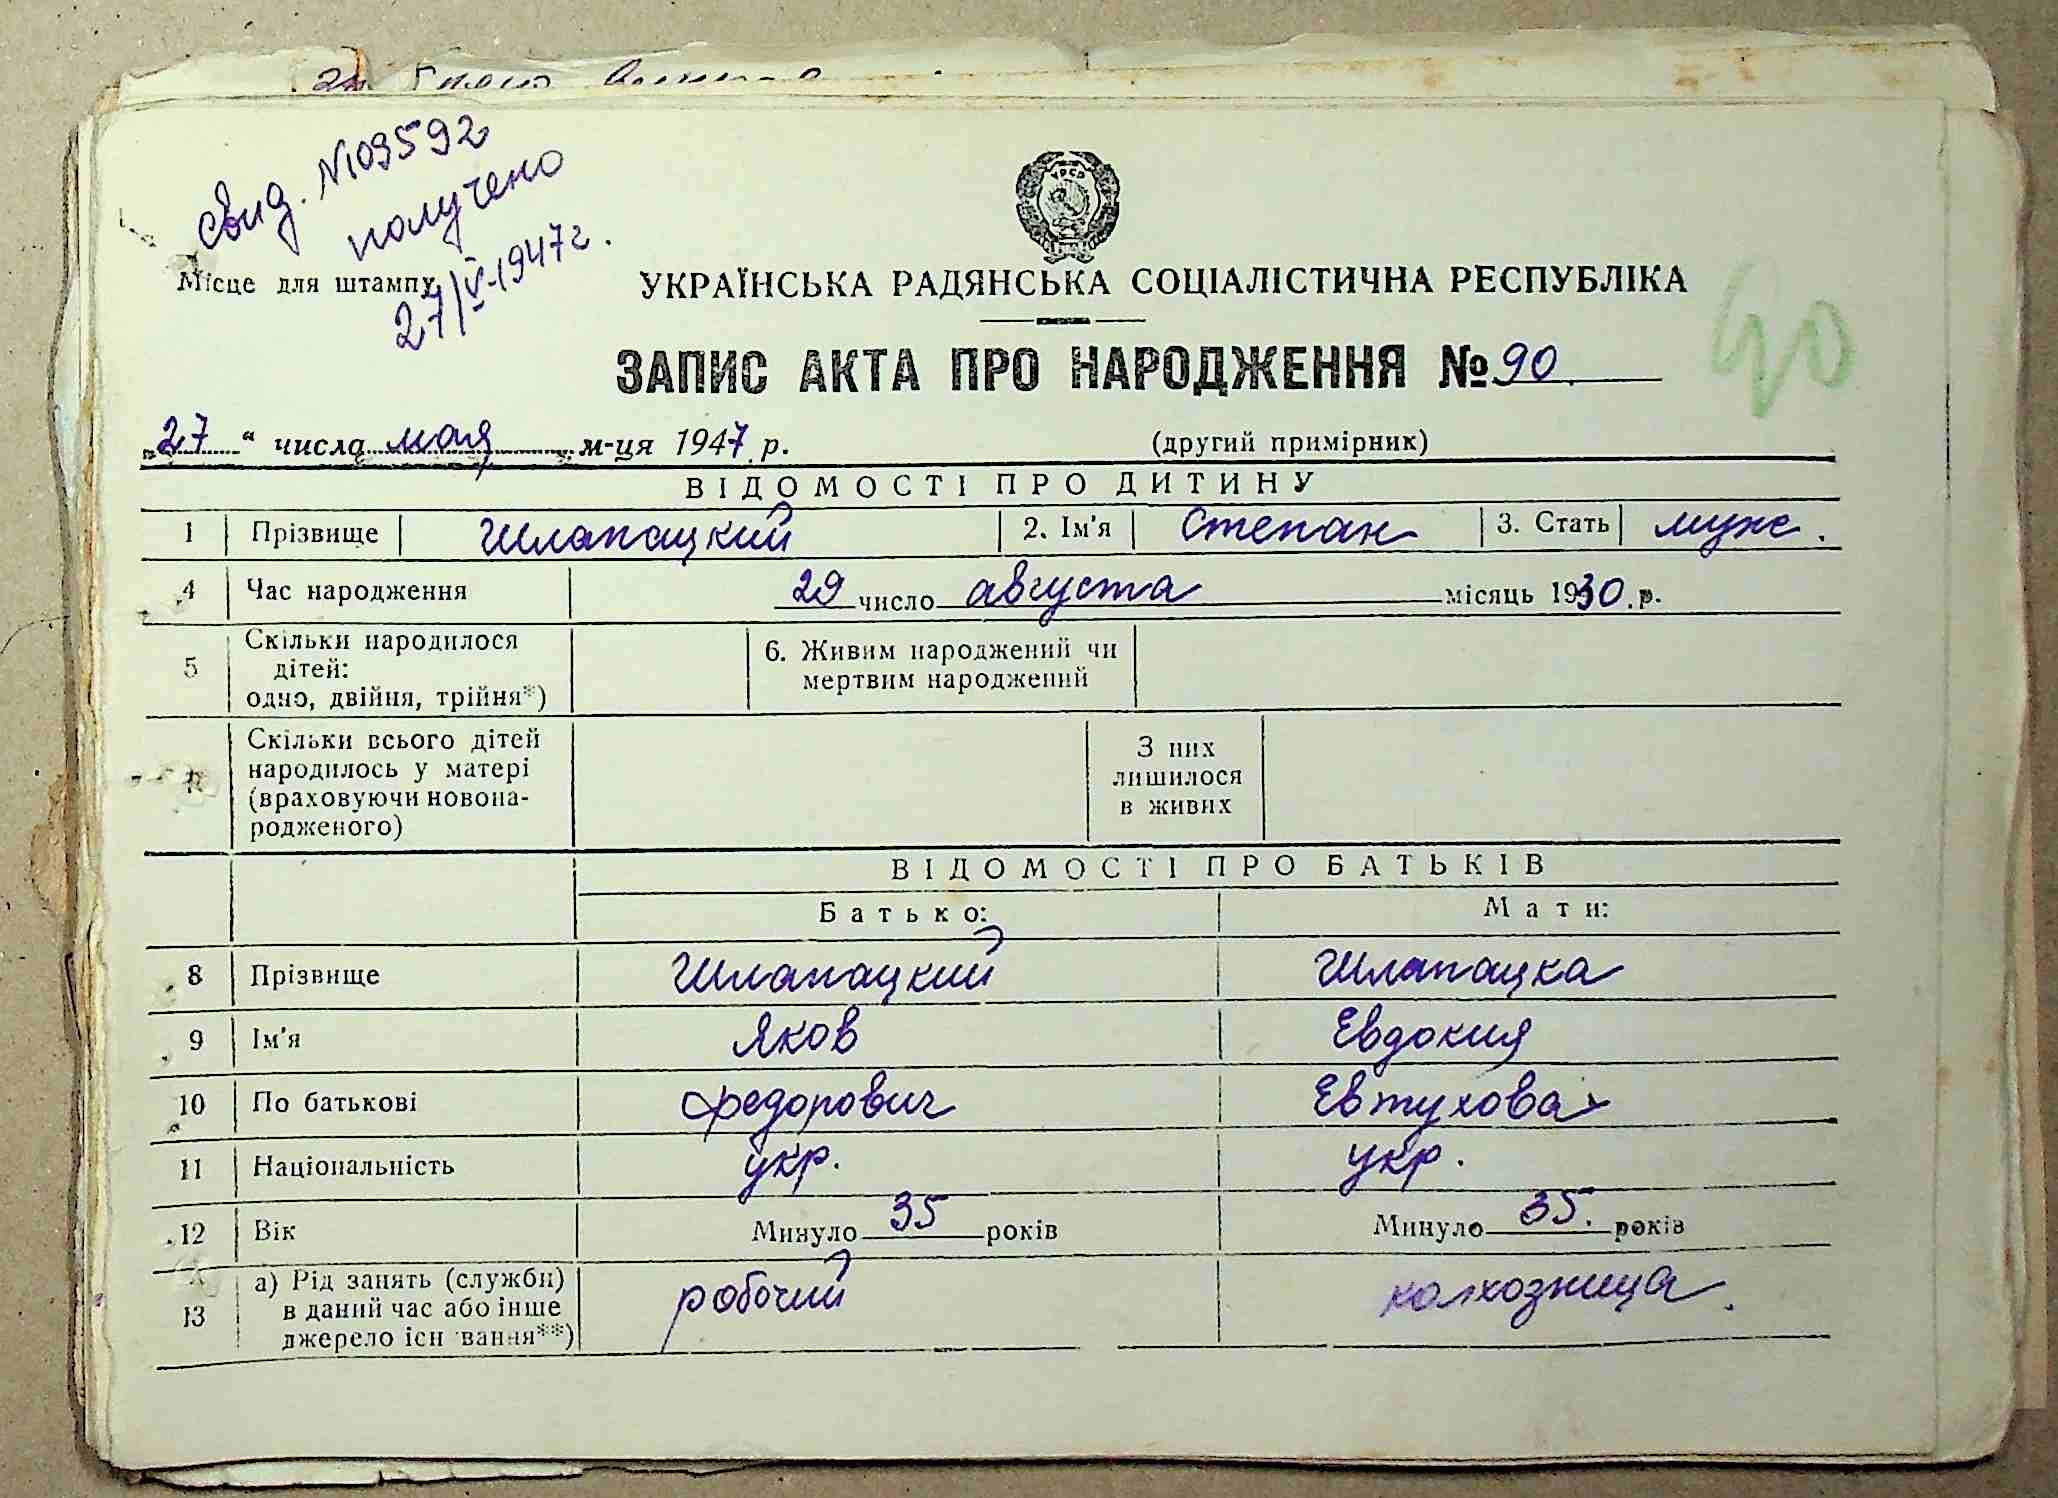 свид. №109592
получено
27/V-1947 г.
Місце для штампу
УРСР
УКРАЇНСЬКА РАДЯНСЬКА СОЦІАЛІСТИЧНА РЕСПУБЛІКА
ЗАПИС АКТА ПРО НАРОДЖЕННЯ № 90.
90
„27“ числа мая м-ця 1947 р.
(другий примірник)
ВІДОМОСТІ ПРО ДИТИНУ
1 Прізвище Шлапацкий 2. Ім'я Степан 3. Стать муж.
4 Час народження 29 число августа місяць 1930 р.
5 Скільки народилося
дітей:
одно, двійня, трійня*)
6. Живим народжений чи
мертвим народжений
Скільки всього дітей
народилось у матері
(враховуючи новона-
родженого)
З них
лишилося
в живих
ВІДОМОСТІ ПРО БАТЬКІВ
Батько: Мати:
8 Прізвище Шлапацкий Шлапацка
9 Ім'я Яков Евдокия
10 По батькові Федорович Евтухова
11 Національність укр. укр.
12 Вік Минуло 35 років Минуло 35. років
13 а) Рід занять (служби)
в даний час або інше
джерело існування**)
робочий колхозница.